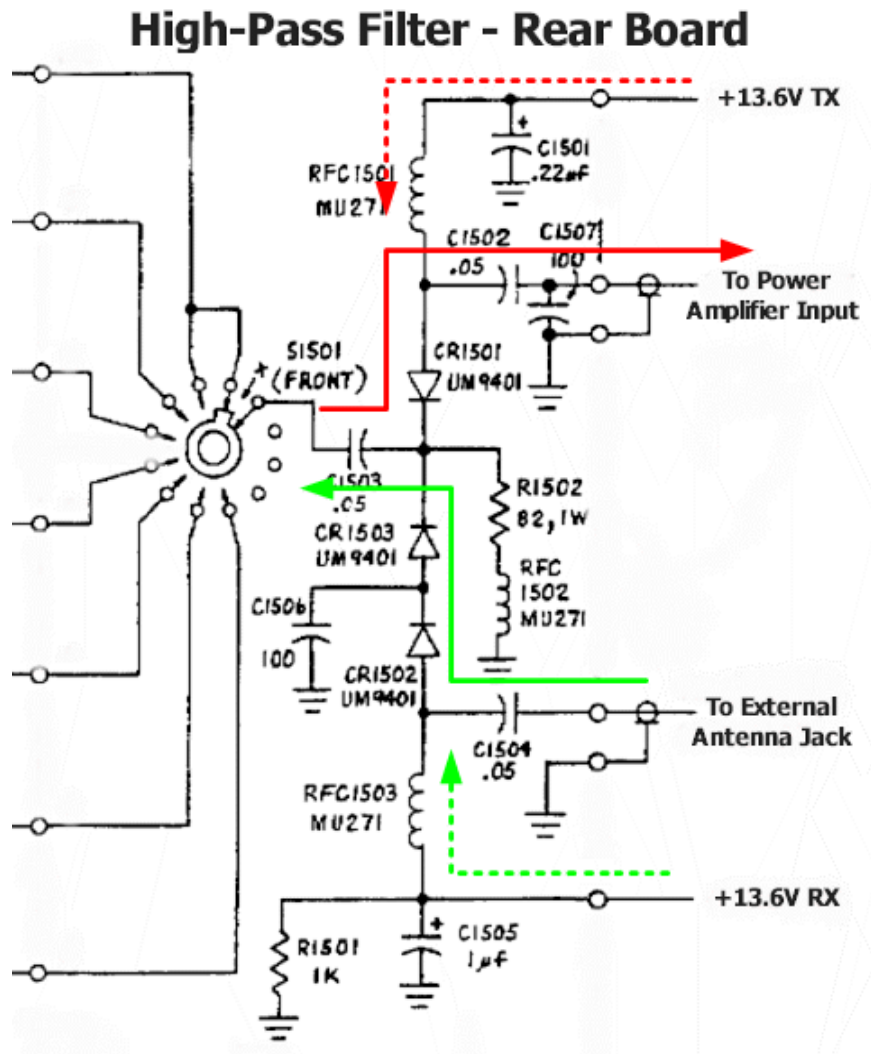 High-Pass Filter - Rear Board
+13.6V TX
C1501
.22µf
RFC1501
MU271
C1502
.05
C1507
100
To Power
Amplifier Input
S1501
(FRONT)
X
CR1501
UM9401
C1503
.05
R1502
82,1W
CR1503
UM9401
RFC
1502
MU271
C1506
100
CR1502
UM9401
To External
Antenna Jack
C1504
.05
RFC1503
MU271
+13.6V RX
R1501
1K
C1505
1µf